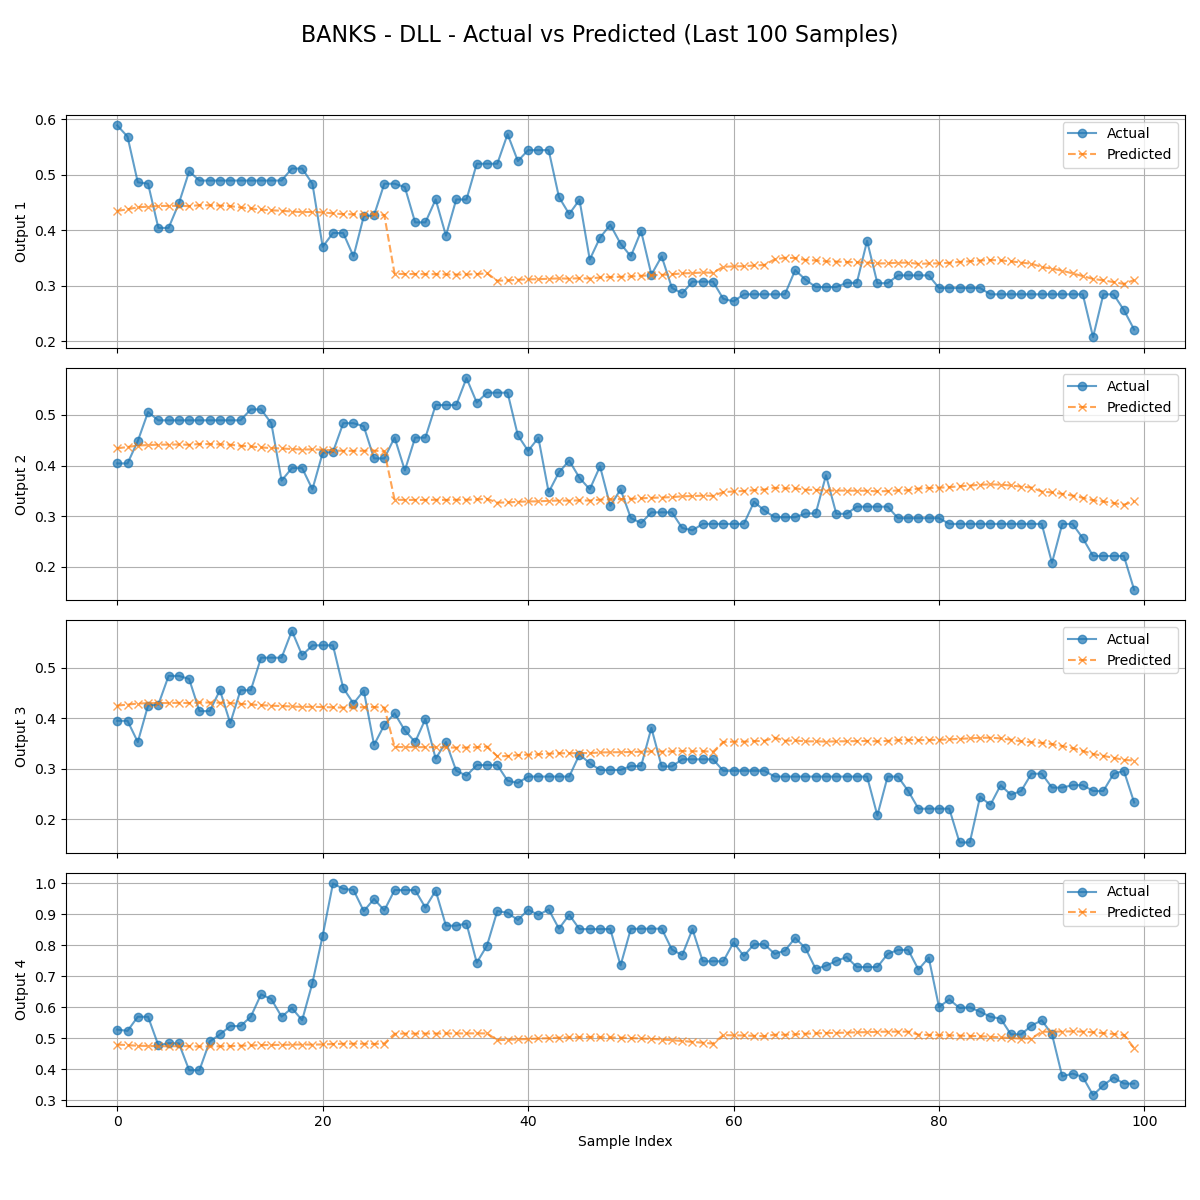 BANKS - DLL - Actual vs Predicted (Last 100 Samples)
Output 1
0.6
0.5
0.4
0.3
0.2
Actual
Predicted
Output 2
0.5
0.4
0.3
0.2
Actual
Predicted
Output 3
0.5
0.4
0.3
0.2
Actual
Predicted
Output 4
1.0
0.9
0.8
0.7
0.6
0.5
0.4
0.3
Actual
Predicted
0 20 40 60 80 100
Sample Index